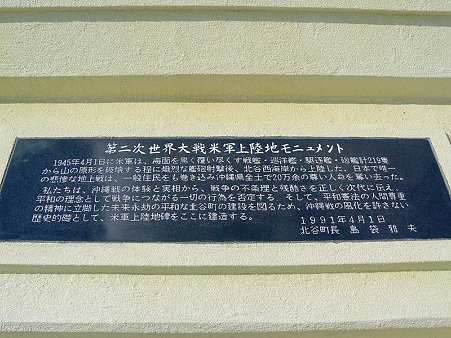 第二次世界大戦米軍上陸地モニュメント
1945年4月1日に米軍は、海面を黒く覆い尽くす戦艦・巡洋艦・駆逐艦・総艦計219隻
から山の原形を
程に熾烈な艦砲射撃後、北谷西海岸から上陸した。日本で唯一
の悲惨な地上戦は、一般住民をも巻き込み沖縄県全土で20万余の尊い人命を奪い去った。
私たちは、沖縄戦の体験と実相から、戦争の不条理と残酷さを正しく次代に伝え、
平和の理念として戦争につながる一切の行為を否定する。そして、平和憲法の人間尊重
の精神に立脚した未来永劫の平和な北谷町の建設を図るため、沖縄戦の風化を許さない
歴史的礎として、米軍上陸地碑をここに建造する。
1991年4月1日
北谷町長 島袋雅夫